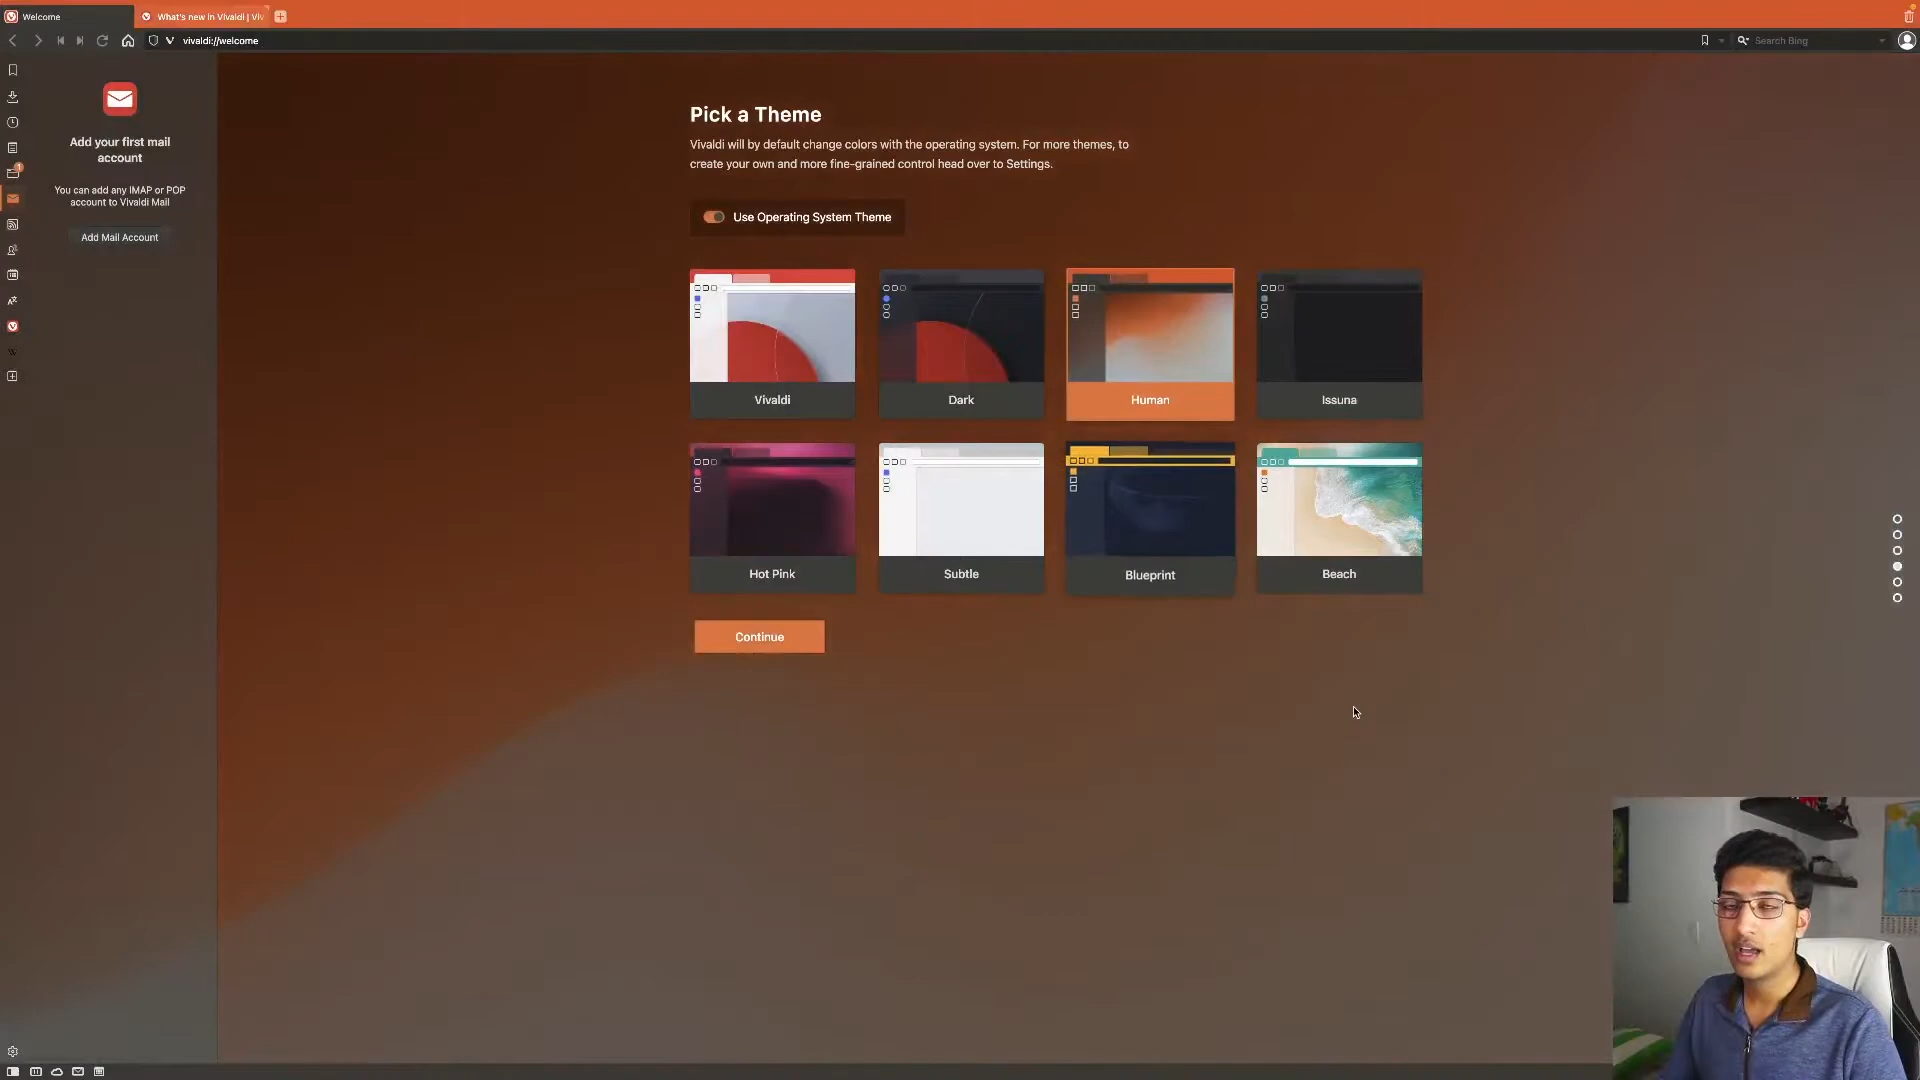 Welcome
What's new in Vivaldi | Viv
vivaldi://welcome
Search Bing
Add your first mail
account
You can add any IMAP or POP
account to Vivaldi Mail
Add Mail Account
1
Pick a Theme
Vivaldi will by default change colors with the operating system. For more themes, to
create your own and more fine-grained control head over to Settings.
Use Operating System Theme
Vivaldi
Dark
Human
Issuna
Hot Pink
Subtle
Blueprint
Beach
Continue